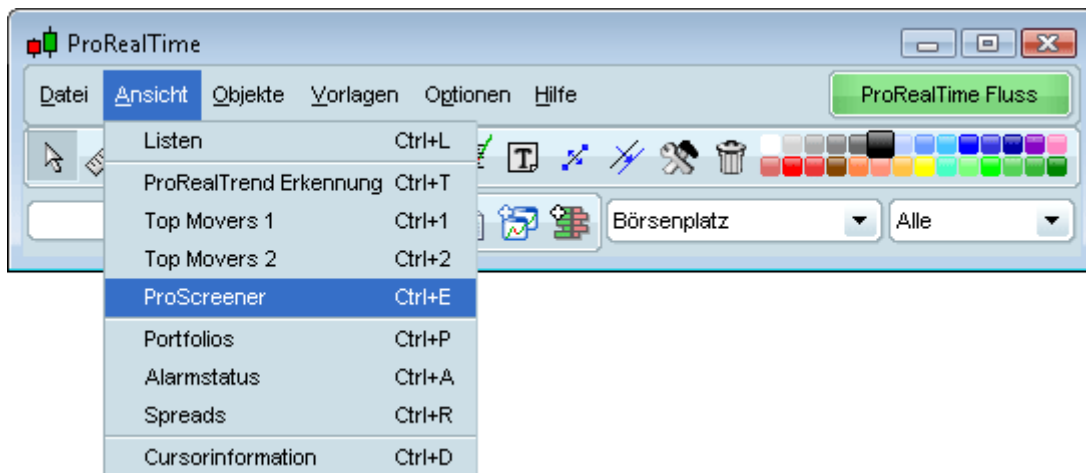 ProRealTime
Datei Ansicht Objekte Vorlagen Optionen Hilfe ProRealTime Fluss
Listen Ctrl+L
ProRealTrend Erkennung Ctrl+T
Top Movers 1 Ctrl+1
Top Movers 2 Ctrl+2
ProScreener Ctrl+E
Portfolios Ctrl+P
Alarmstatus Ctrl+A
Spreads Ctrl+R
Cursorinformation Ctrl+D
T
Börsenplatz Alle